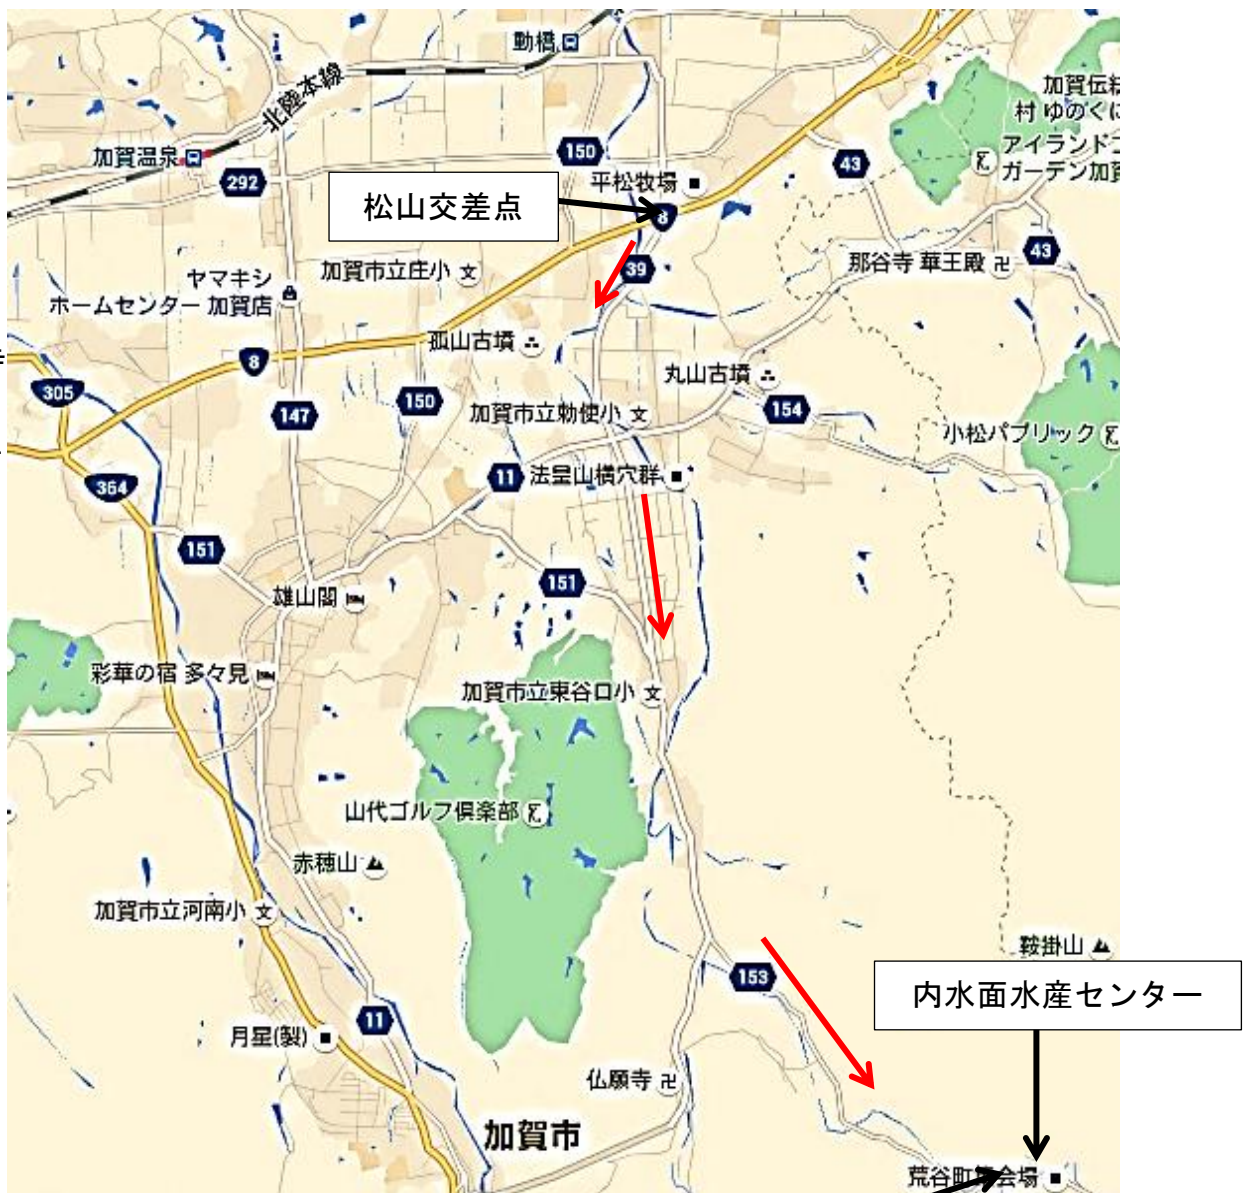 動橋
北陸本線
加賀伝統
村 ゆのくに
アイランド
ガーデン加賀
加賀温泉
292
150
43
平松牧場
松山交差点
8
加賀市立庄小
39
那谷寺 華王殿
43
ヤマキシ
ホームセンター 加賀店
孤山古墳
8
305
丸山古墳
150
147
加賀市立勅使小
154
小松パブリック
364
11
法皇山横穴群
151
151
雄山閣
彩華の宿 多々見
加賀市立東谷口小
山代ゴルフ倶楽部
赤穂山
加賀市立河南小
鞍掛山
153
内水面水産センター
11
月星(製)
仏願寺
加賀市
荒谷町
会場